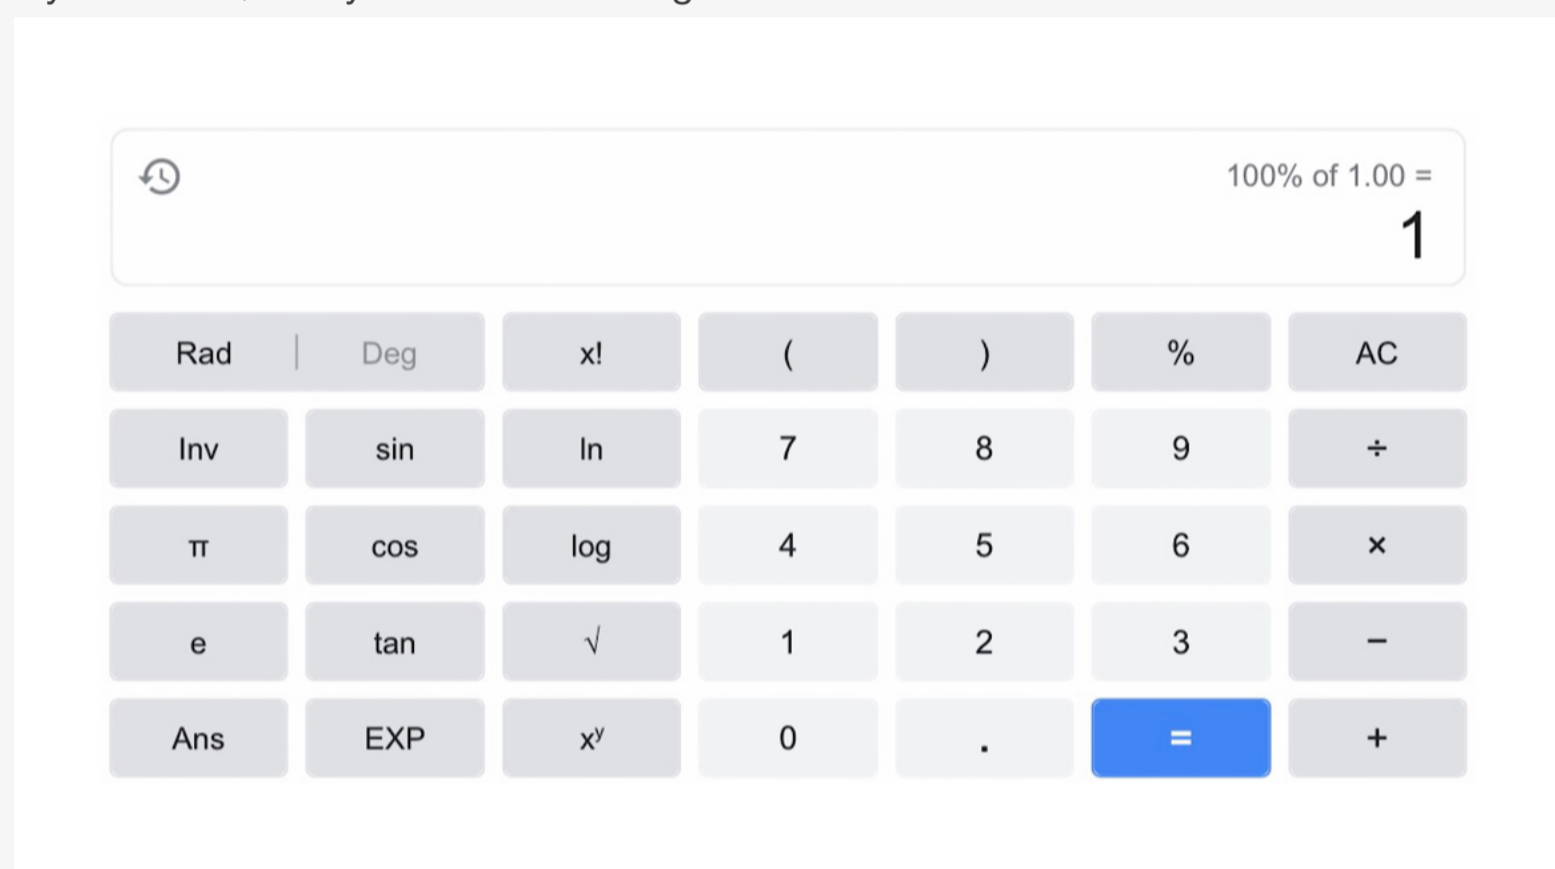 100% of 1.00 =
1
Rad | Deg x! ( ) % AC
Inv sin ln 7 8 9 ÷
π cos log 4 5 6 ×
e tan √ 1 2 3 −
Ans EXP xʸ 0 . = +